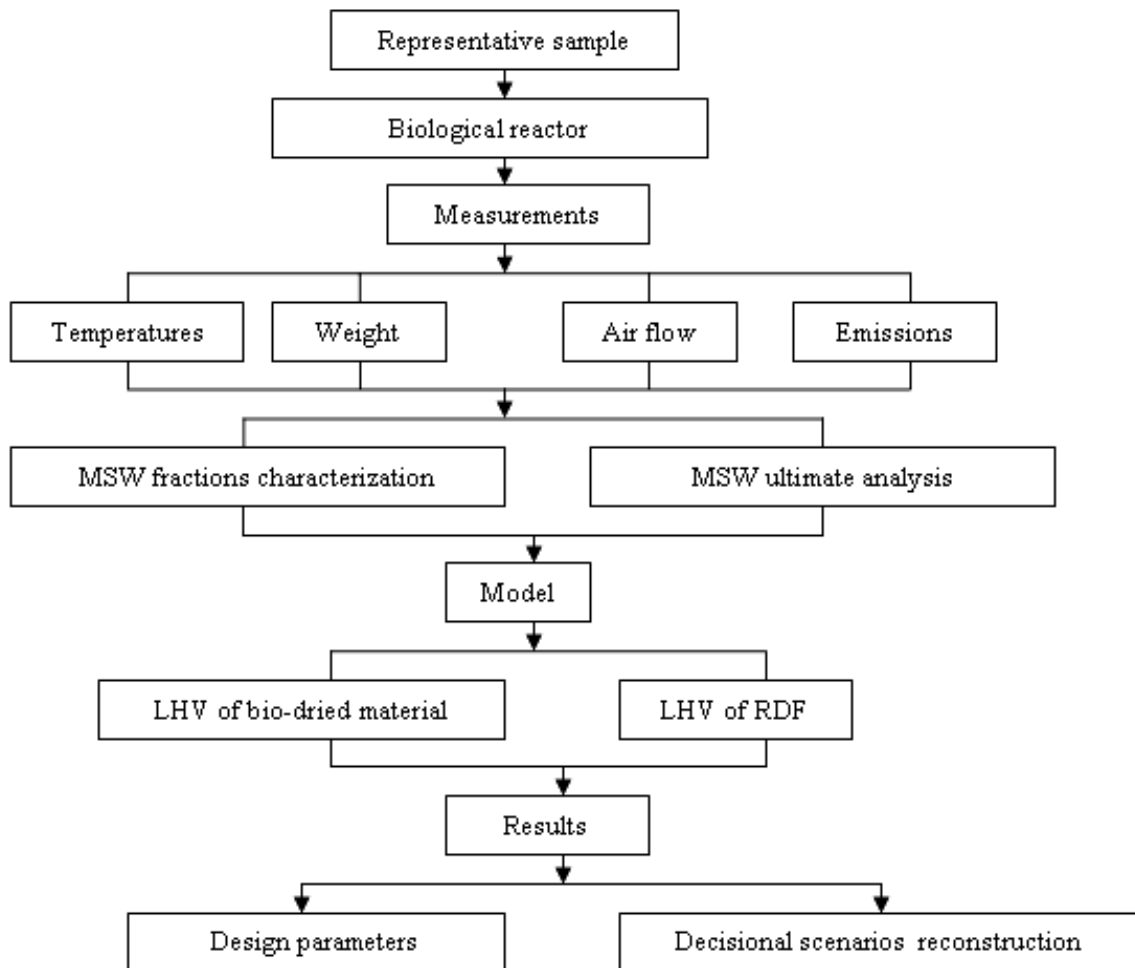 Representative sample
Biological reactor
Measurements
Temperatures
Weight
Air flow
Emissions
MSW fractions characterization
MSW ultimate analysis
Model
LHV of bio-dried material
LHV of RDF
Results
Design parameters
Decisional scenarios reconstruction